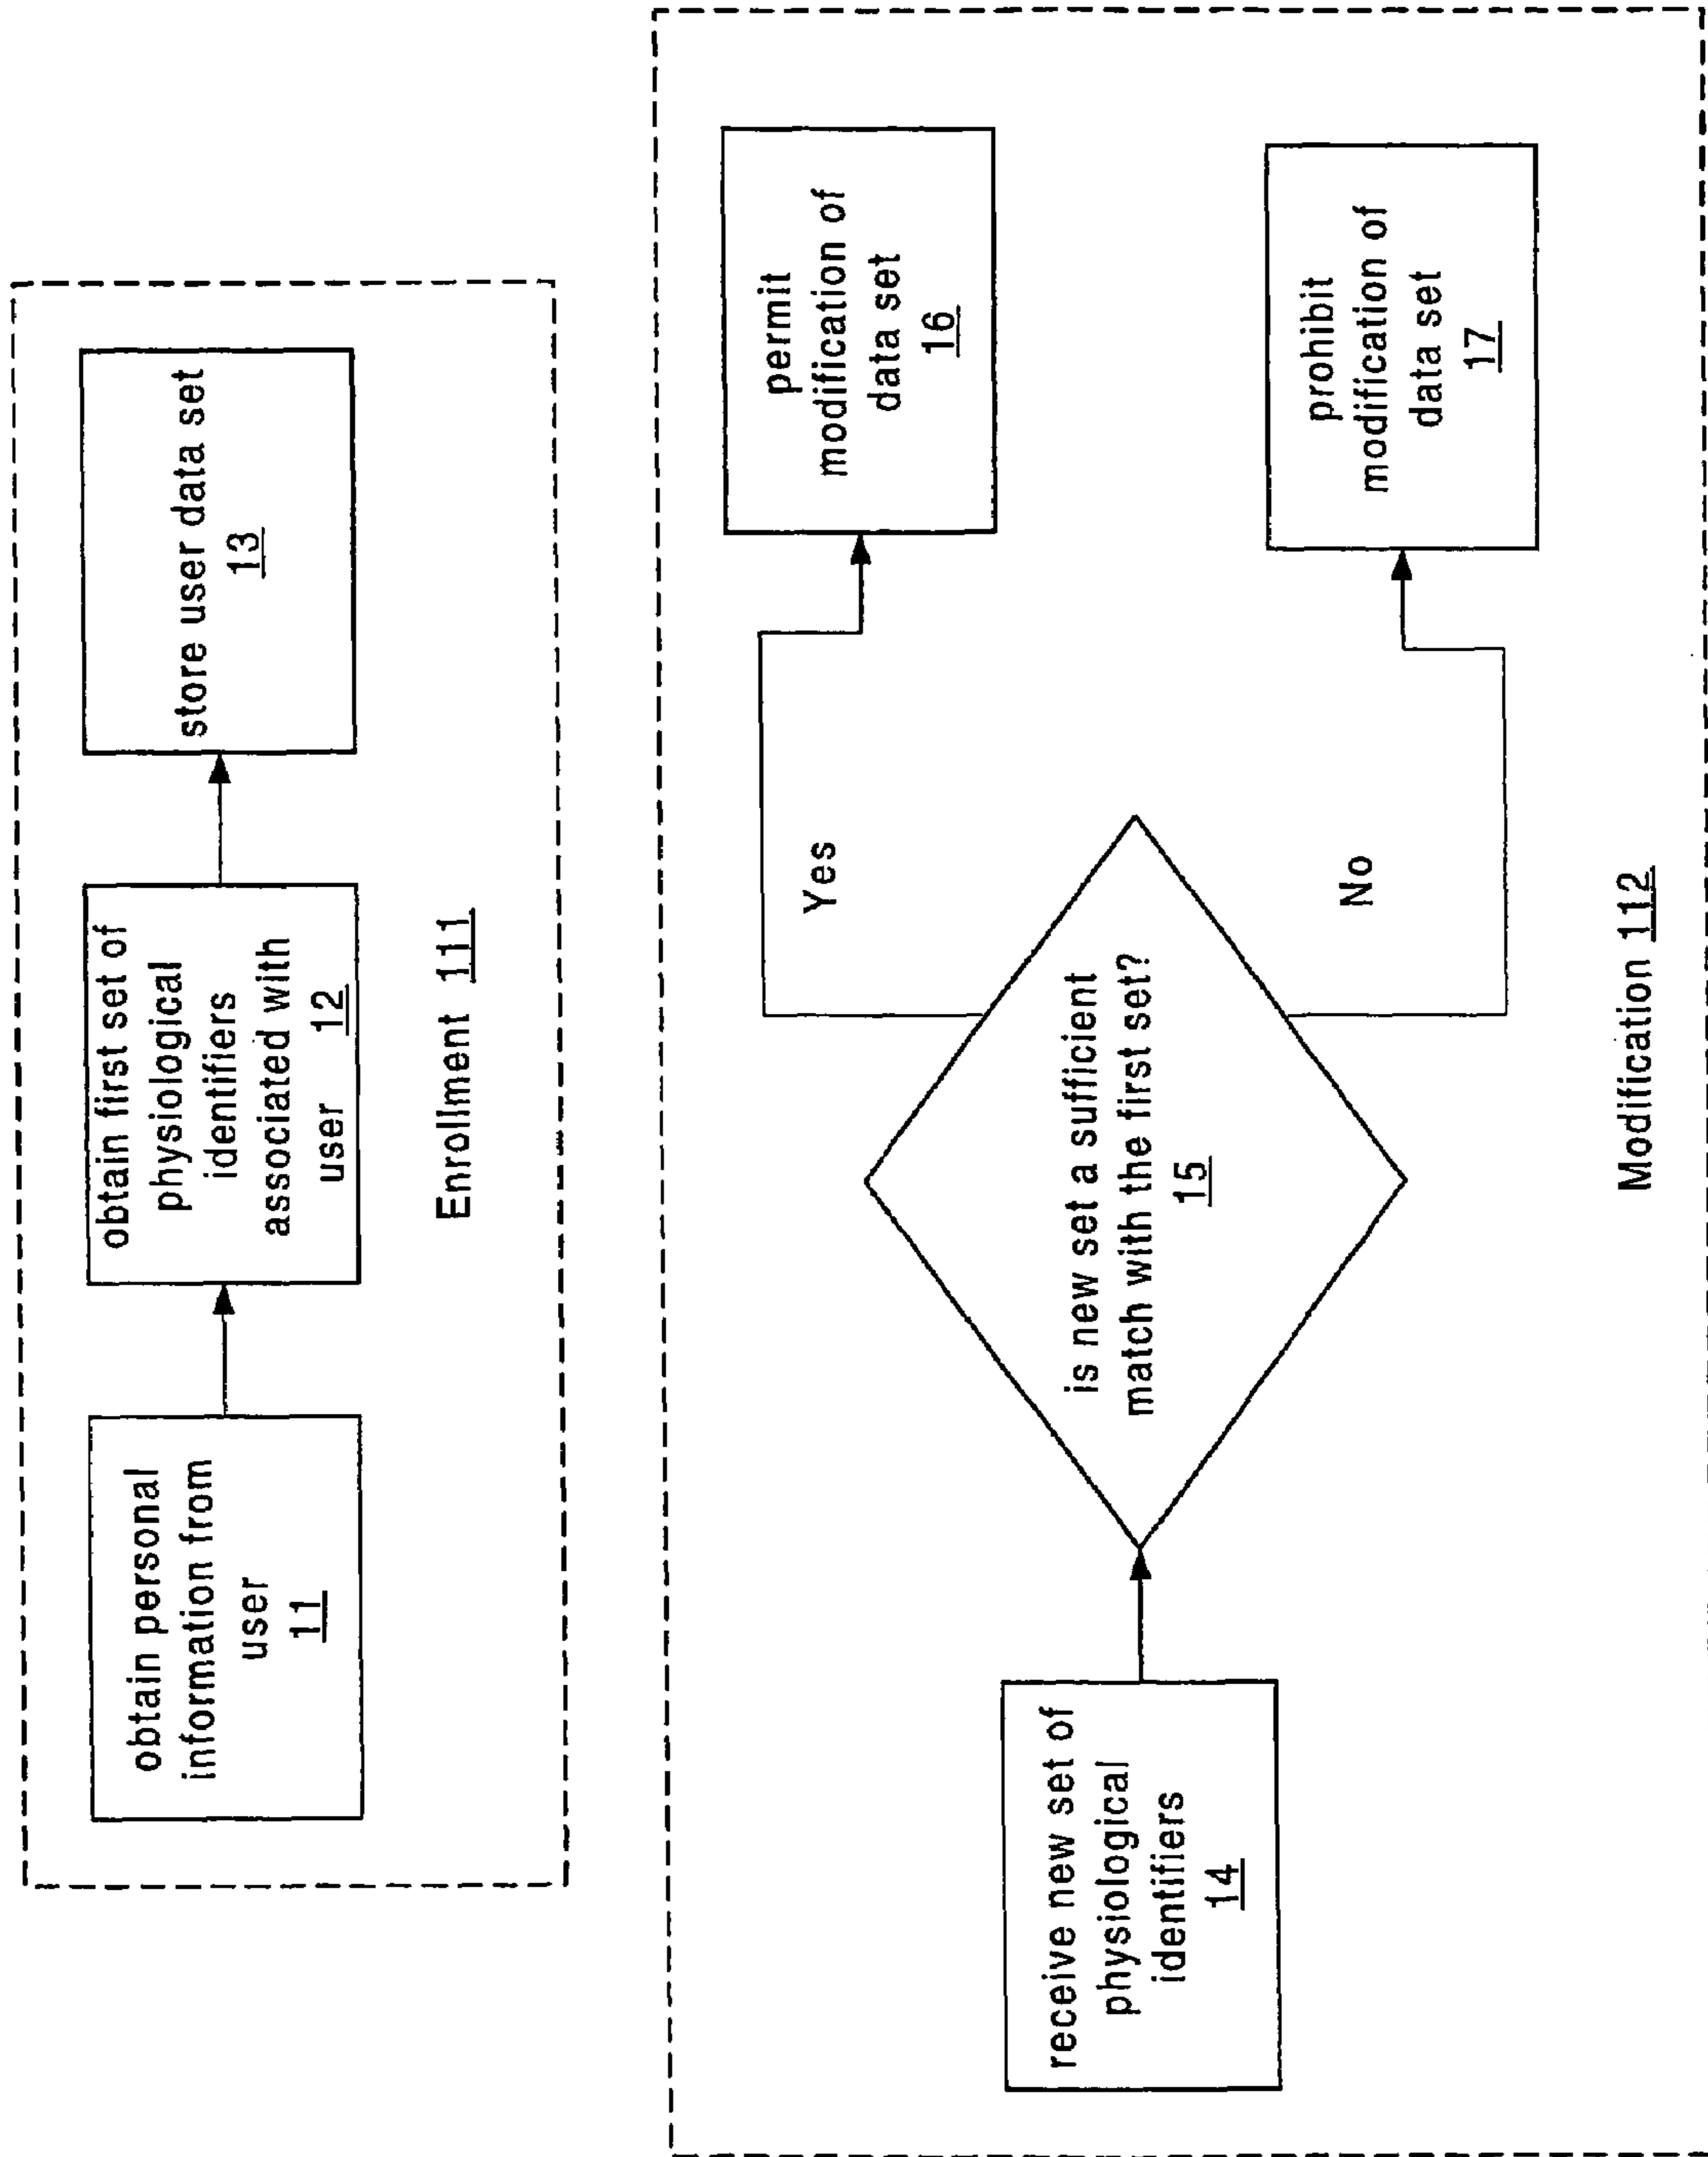 obtain personal
information from
user
11
obtain first set of
physiological
identifiers
associated with
user 12
store user data set
13
Enrollment 111
receive new set of
physiological
identifiers
14
is new set a sufficient
match with the first set?
15
Yes
No
permit
modification of
data set
16
prohibit
modification of
data set
17
Modification 112